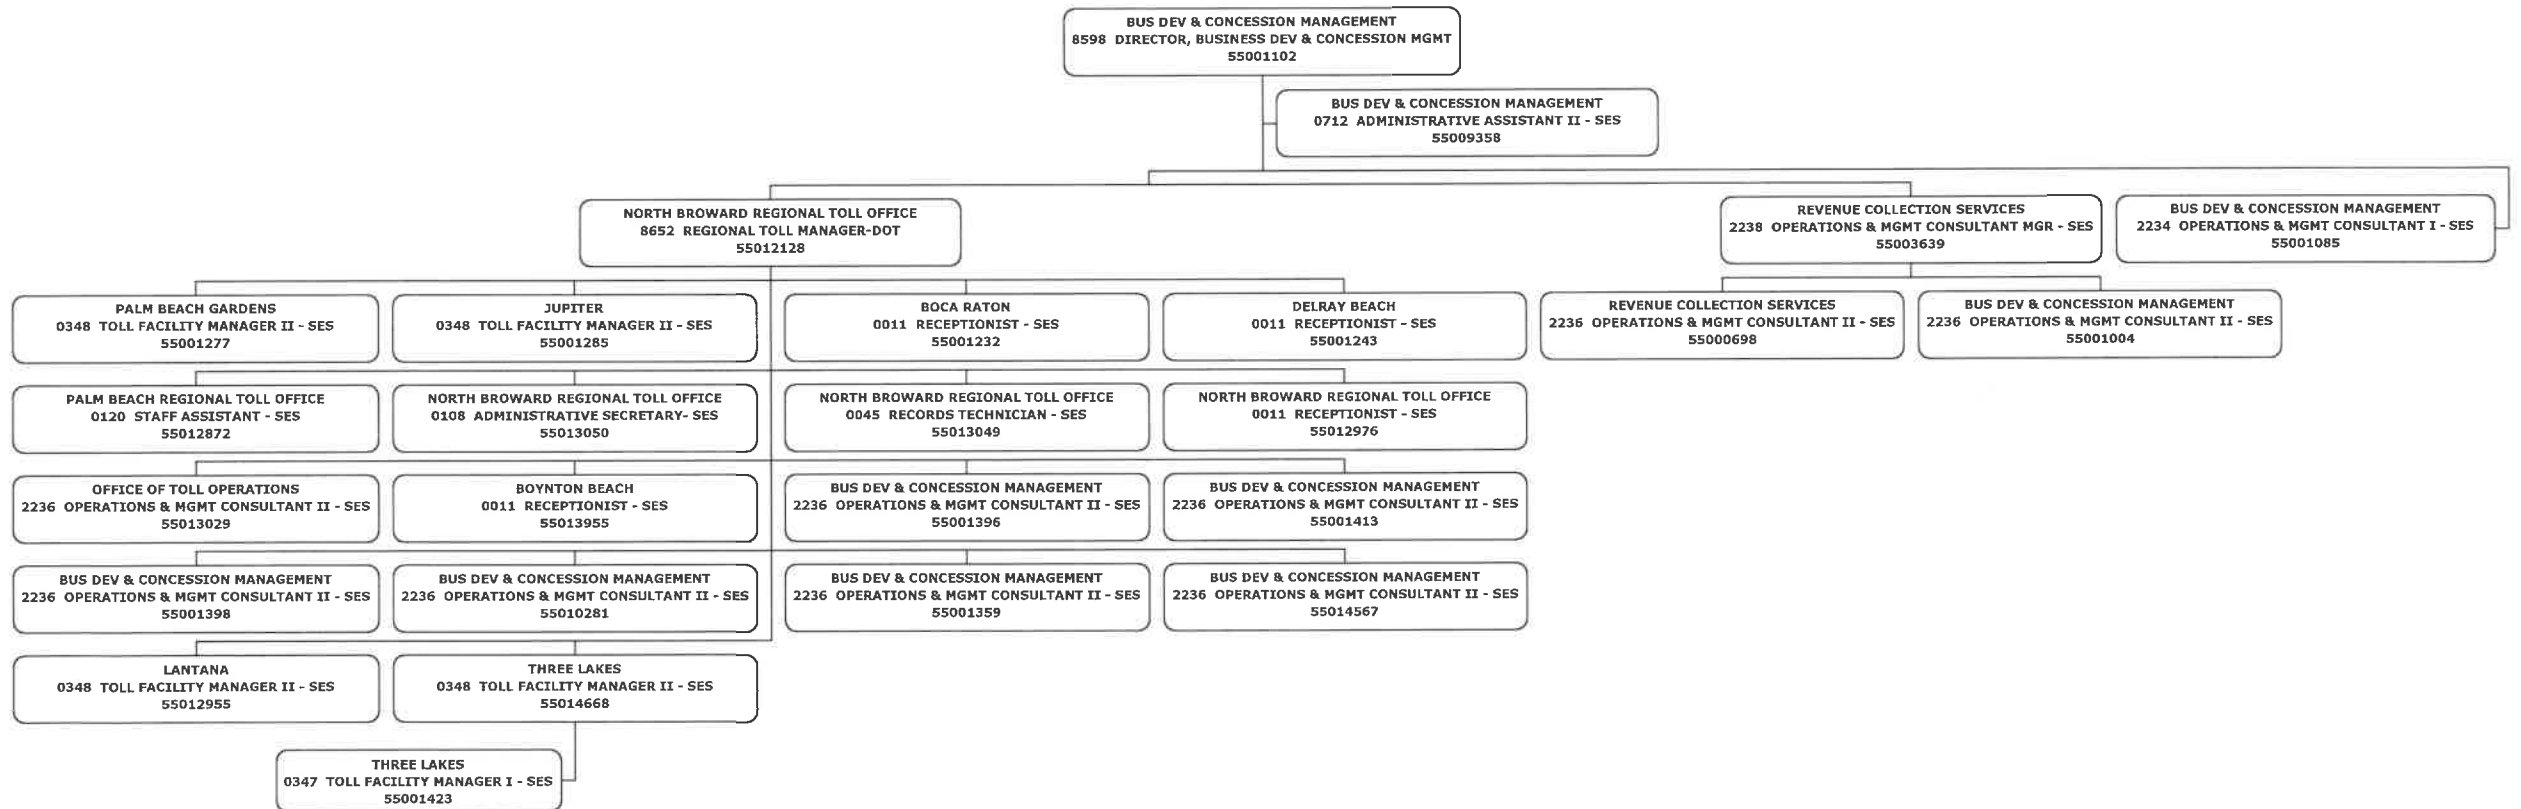 BUS DEV & CONCESSION MANAGEMENT
8598 DIRECTOR, BUSINESS DEV & CONCESSION MGMT
55001102
BUS DEV & CONCESSION MANAGEMENT
0712 ADMINISTRATIVE ASSISTANT II - SES
55009358
NORTH BROWARD REGIONAL TOLL OFFICE
8652 REGIONAL TOLL MANAGER-DOT
55012128
REVENUE COLLECTION SERVICES
2238 OPERATIONS & MGMT CONSULTANT MGR - SES
55003639
BUS DEV & CONCESSION MANAGEMENT
2234 OPERATIONS & MGMT CONSULTANT I - SES
55001085
PALM BEACH GARDENS
0348 TOLL FACILITY MANAGER II - SES
55001277
JUPITER
0348 TOLL FACILITY MANAGER II - SES
55001285
BOCA RATON
0011 RECEPTIONIST - SES
55001232
DELRAY BEACH
0011 RECEPTIONIST - SES
55001243
REVENUE COLLECTION SERVICES
2236 OPERATIONS & MGMT CONSULTANT II - SES
55000698
BUS DEV & CONCESSION MANAGEMENT
2236 OPERATIONS & MGMT CONSULTANT II - SES
55001004
PALM BEACH REGIONAL TOLL OFFICE
0120 STAFF ASSISTANT - SES
55012872
NORTH BROWARD REGIONAL TOLL OFFICE
0108 ADMINISTRATIVE SECRETARY- SES
55013050
NORTH BROWARD REGIONAL TOLL OFFICE
0045 RECORDS TECHNICIAN - SES
55013049
NORTH BROWARD REGIONAL TOLL OFFICE
0011 RECEPTIONIST - SES
55012976
OFFICE OF TOLL OPERATIONS
2236 OPERATIONS & MGMT CONSULTANT II - SES
55013029
BOYNTON BEACH
0011 RECEPTIONIST - SES
55013955
BUS DEV & CONCESSION MANAGEMENT
2236 OPERATIONS & MGMT CONSULTANT II - SES
55001396
BUS DEV & CONCESSION MANAGEMENT
2236 OPERATIONS & MGMT CONSULTANT II - SES
55001413
BUS DEV & CONCESSION MANAGEMENT
2236 OPERATIONS & MGMT CONSULTANT II - SES
55001398
BUS DEV & CONCESSION MANAGEMENT
2236 OPERATIONS & MGMT CONSULTANT II - SES
55010281
BUS DEV & CONCESSION MANAGEMENT
2236 OPERATIONS & MGMT CONSULTANT II - SES
55001359
BUS DEV & CONCESSION MANAGEMENT
2236 OPERATIONS & MGMT CONSULTANT II - SES
55014567
LANTANA
0348 TOLL FACILITY MANAGER II - SES
55012955
THREE LAKES
0348 TOLL FACILITY MANAGER II - SES
55014668
THREE LAKES
0347 TOLL FACILITY MANAGER I - SES
55001423